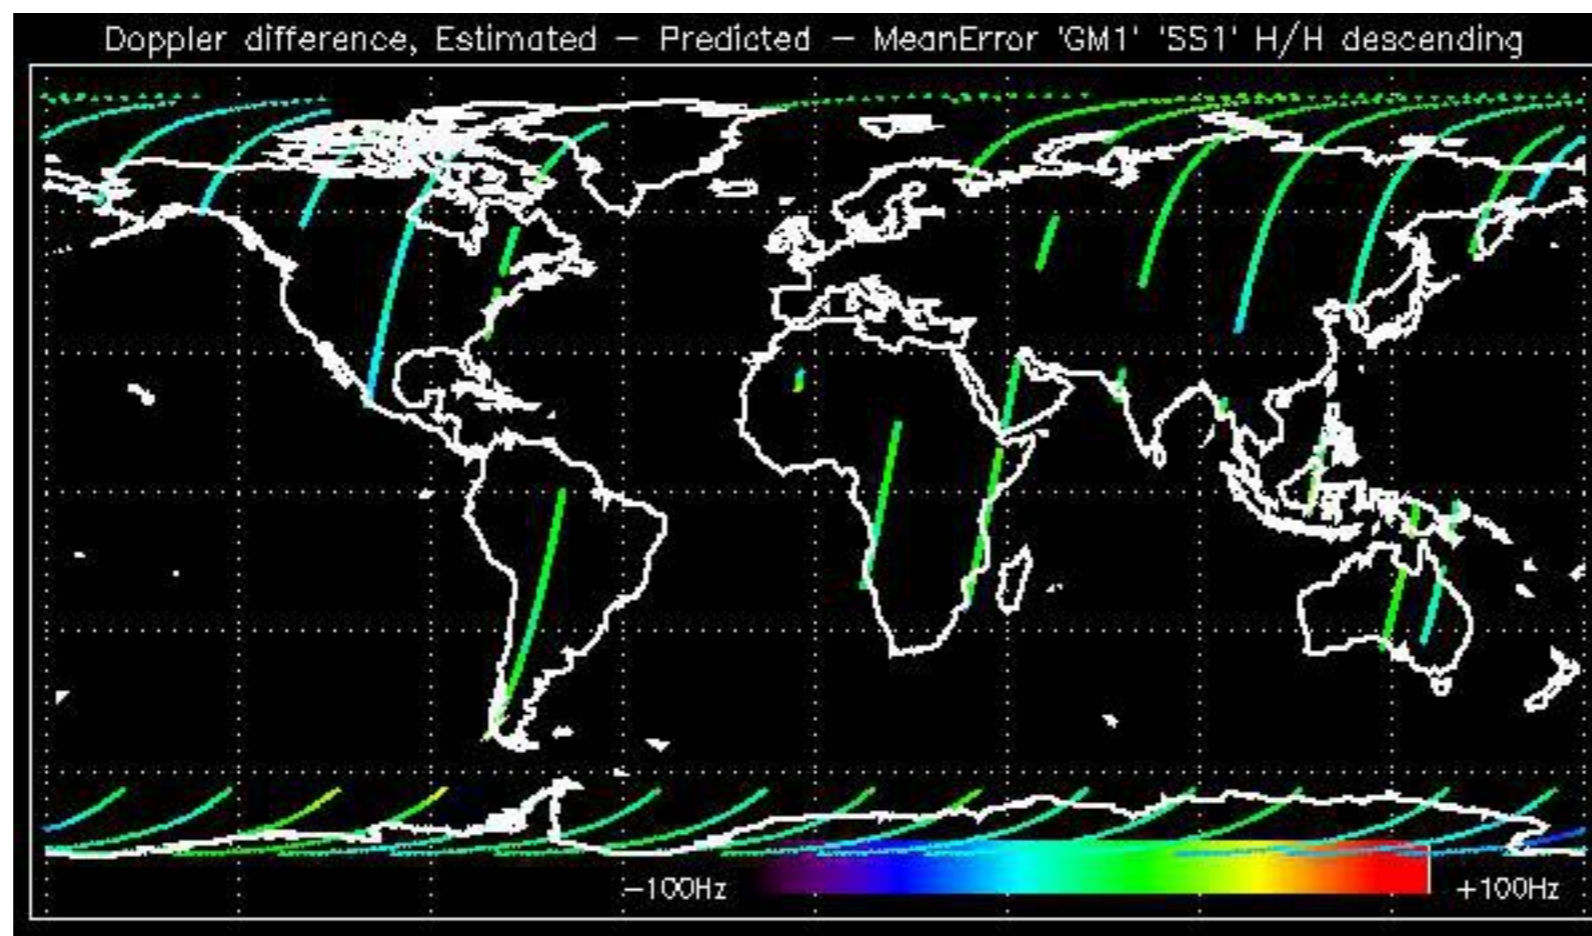 Doppler difference, Estimated – Predicted – MeanError 'GM1' 'SS1' H/H descending
-100Hz
+100Hz